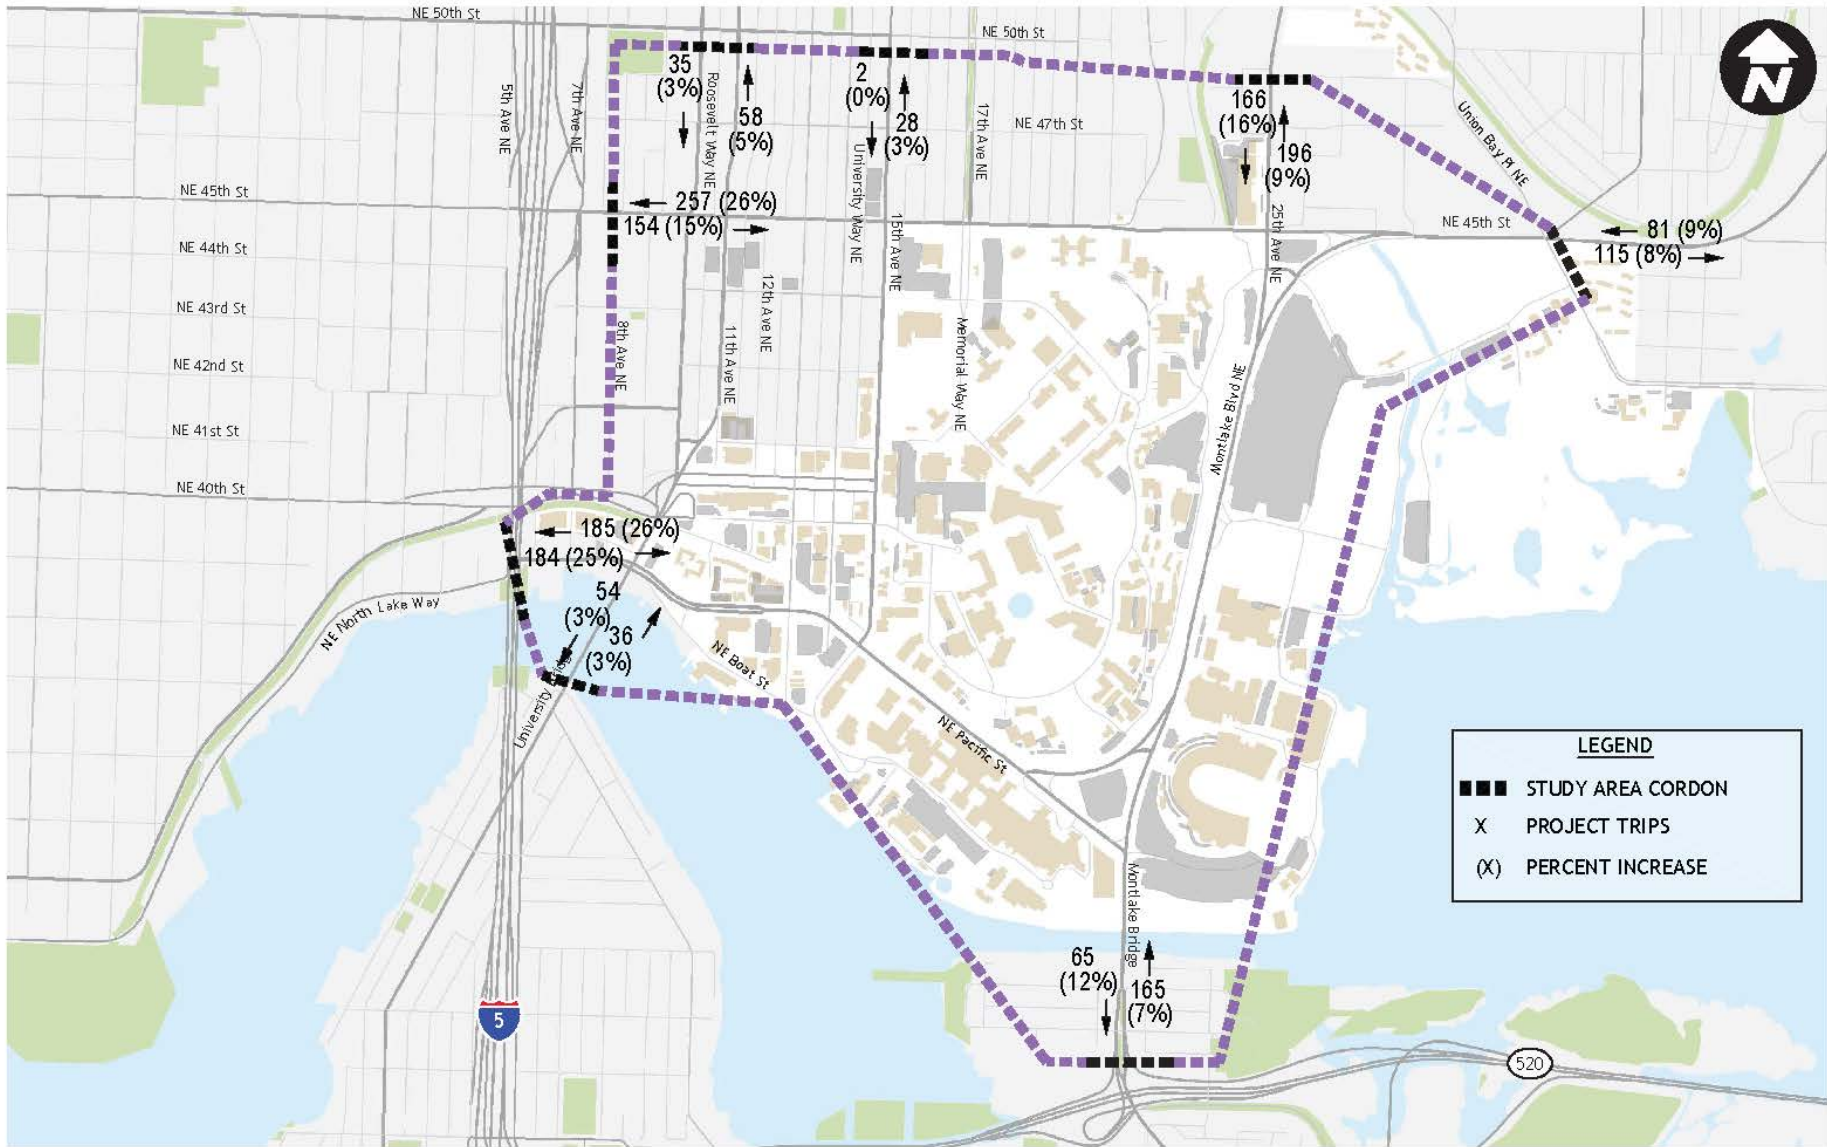 NE 50th St
NE 50th St
N
5th Ave NE
7th Ave NE
35
(3%)
Roosevelt Way NE
58
(5%)
2
(0%)
28
(3%)
University Way NE
17th Ave NE
NE 47th St
166
(16%)
196
(9%)
Union Bay Pl NE
NE 45th St
257 (26%)
154 (15%)
15th Ave NE
25th Ave NE
NE 45th St
81 (9%)
115 (8%)
NE 44th St
12th Ave NE
NE 43rd St
8th Ave NE
11th Ave NE
Memorial Way NE
NE 42nd St
Montlake Blvd NE
NE 41st St
NE 40th St
185 (26%)
184 (25%)
54
(3%)
36
(3%)
NE North Lake Way
University
NE Boat St
NE Pacific St
LEGEND
STUDY AREA CORDON
X PROJECT TRIPS
(X) PERCENT INCREASE
Montlake Bridge
65
(12%)
165
(7%)
5
520